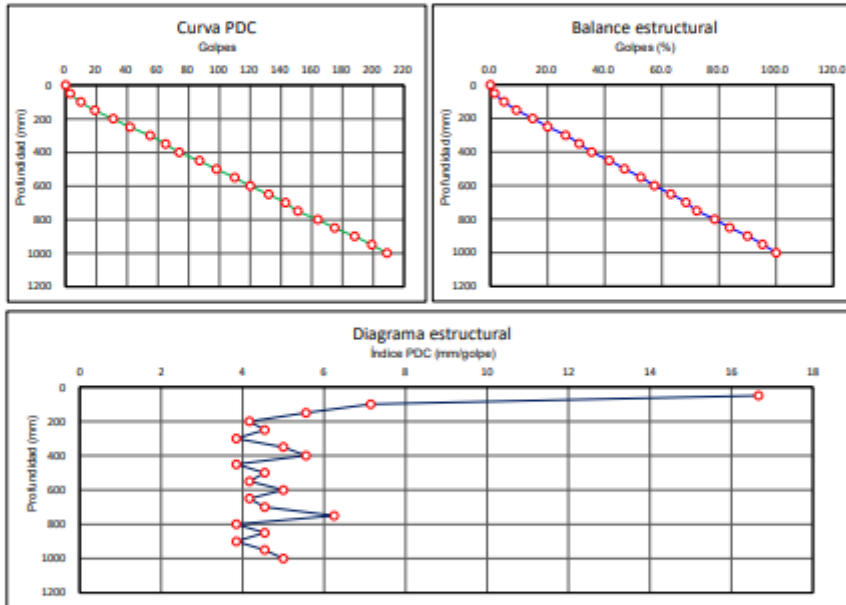 Curva PDC
Golpes
0 20 40 60 80 100 120 140 160 180 200 220
0
200
400
600
800
1000
1200
Profundidad (mm)
Balance estructural
Golpes (%)
0.0 20.0 40.0 60.0 80.0 100.0 120.0
0
200
400
600
800
1000
1200
Profundidad (mm)
Diagrama estructural
Índice PDC (mm/golpe)
0 2 4 6 8 10 12 14 16 18
0
200
400
600
800
1000
1200
Profundidad (mm)